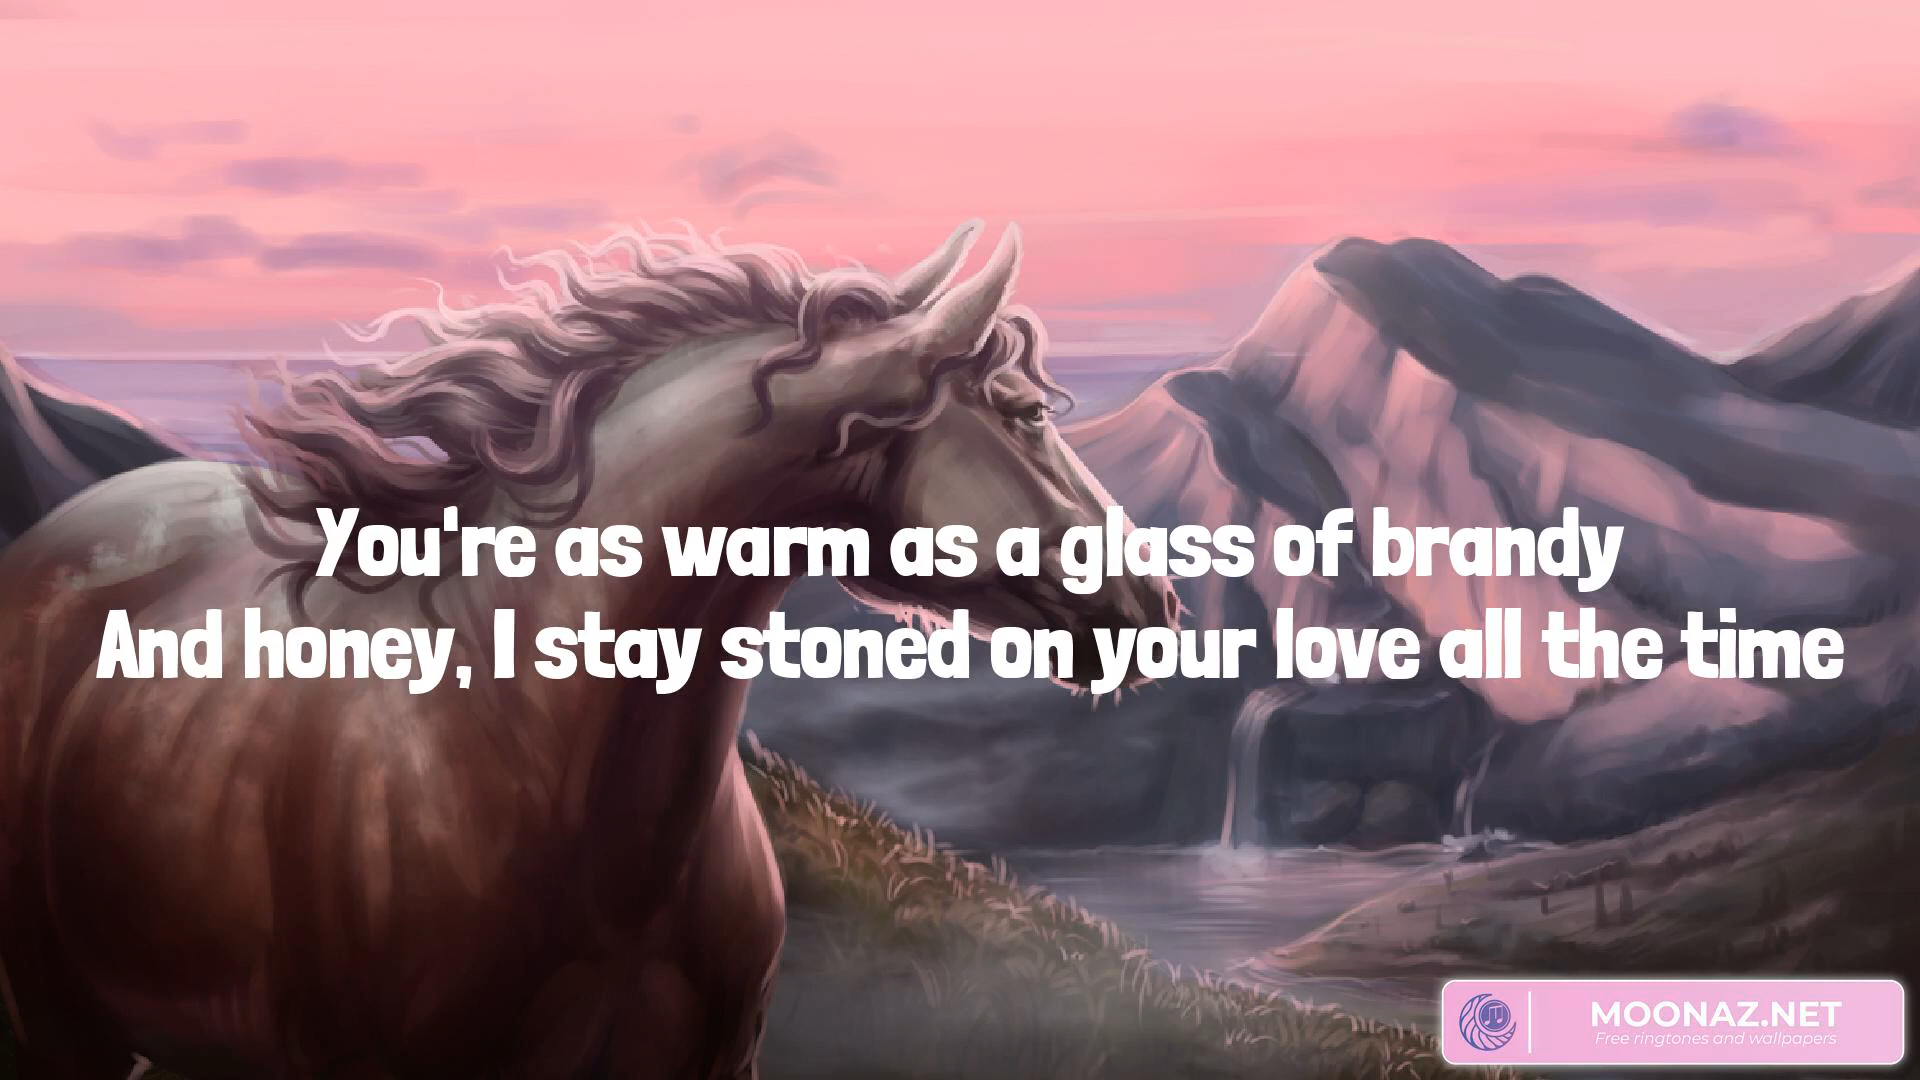 You're as warm as a glass of brandy
And honey, I stay stoned on your love all the time
MOONAZ.NET
Free ringtones and wallpapers